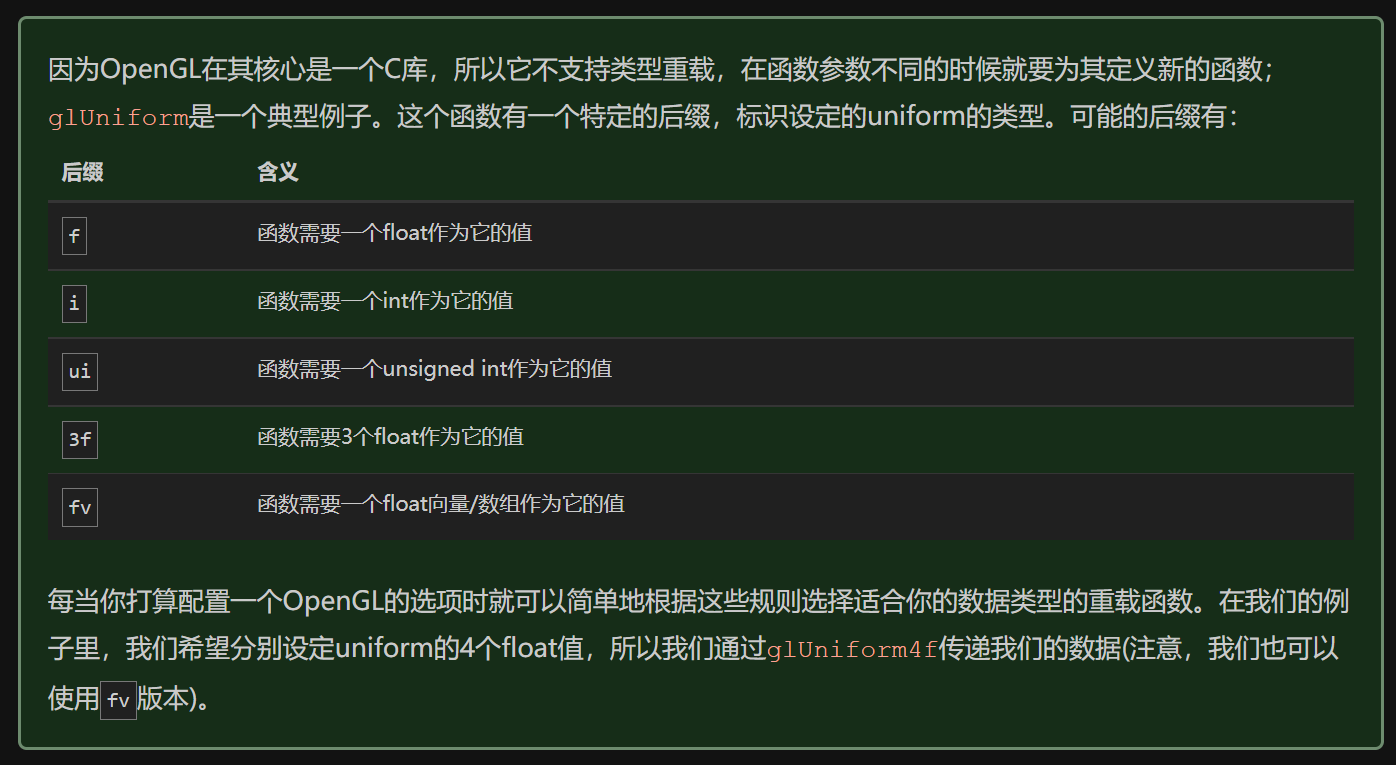 因为OpenGL在其核心是一个C库，所以它不支持类型重载，在函数参数不同的时候就要为其定义新的函数；
glUniform是一个典型例子。这个函数有一个特定的后缀，标识设定的uniform的类型。可能的后缀有：
后缀 含义
f 函数需要一个float作为它的值
i 函数需要一个int作为它的值
ui 函数需要一个unsigned int作为它的值
3f 函数需要3个float作为它的值
fv 函数需要一个float向量/数组作为它的值
每当你打算配置一个OpenGL的选项时就可以简单地根据这些规则选择适合你的数据类型的重载函数。在我们的例
子里，我们希望分别设定uniform的4个float值，所以我们通过glUniform4f传递我们的数据(注意，我们也可以
使用fv版本)。